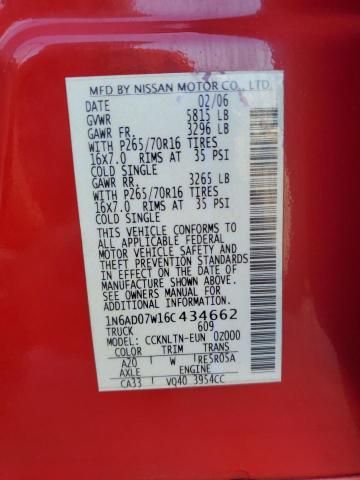 MFD BY NISSAN MOTOR CO., LTD.
DATE 02/06
GVWR 5815 LB
GAWR FR. 3296 LB
WITH P265/70R16 TIRES
16X7.0 RIMS AT 35 PSI
COLD SINGLE
GAWR RR. 3265 LB
WITH P265/70R16 TIRES
16X7.0 RIMS AT 35 PSI
COLD SINGLE
THIS VEHICLE CONFORMS TO
ALL APPLICABLE FEDERAL
MOTOR VEHICLE SAFETY AND
THEFT PREVENTION STANDARDS
IN EFFECT ON THE DATE OF
MANUFACTURE SHOWN ABOVE.
SEE OWNERS MANUAL FOR
ADDITIONAL INFORMATION.
1N6AD07W16C434662
TRUCK 609
MODEL CCKNLTN-EUN 0Z000
COLOR TRIM TRANS
A20 W RE5R05A
AXLE ENGINE
CA33 VQ40 3954CC